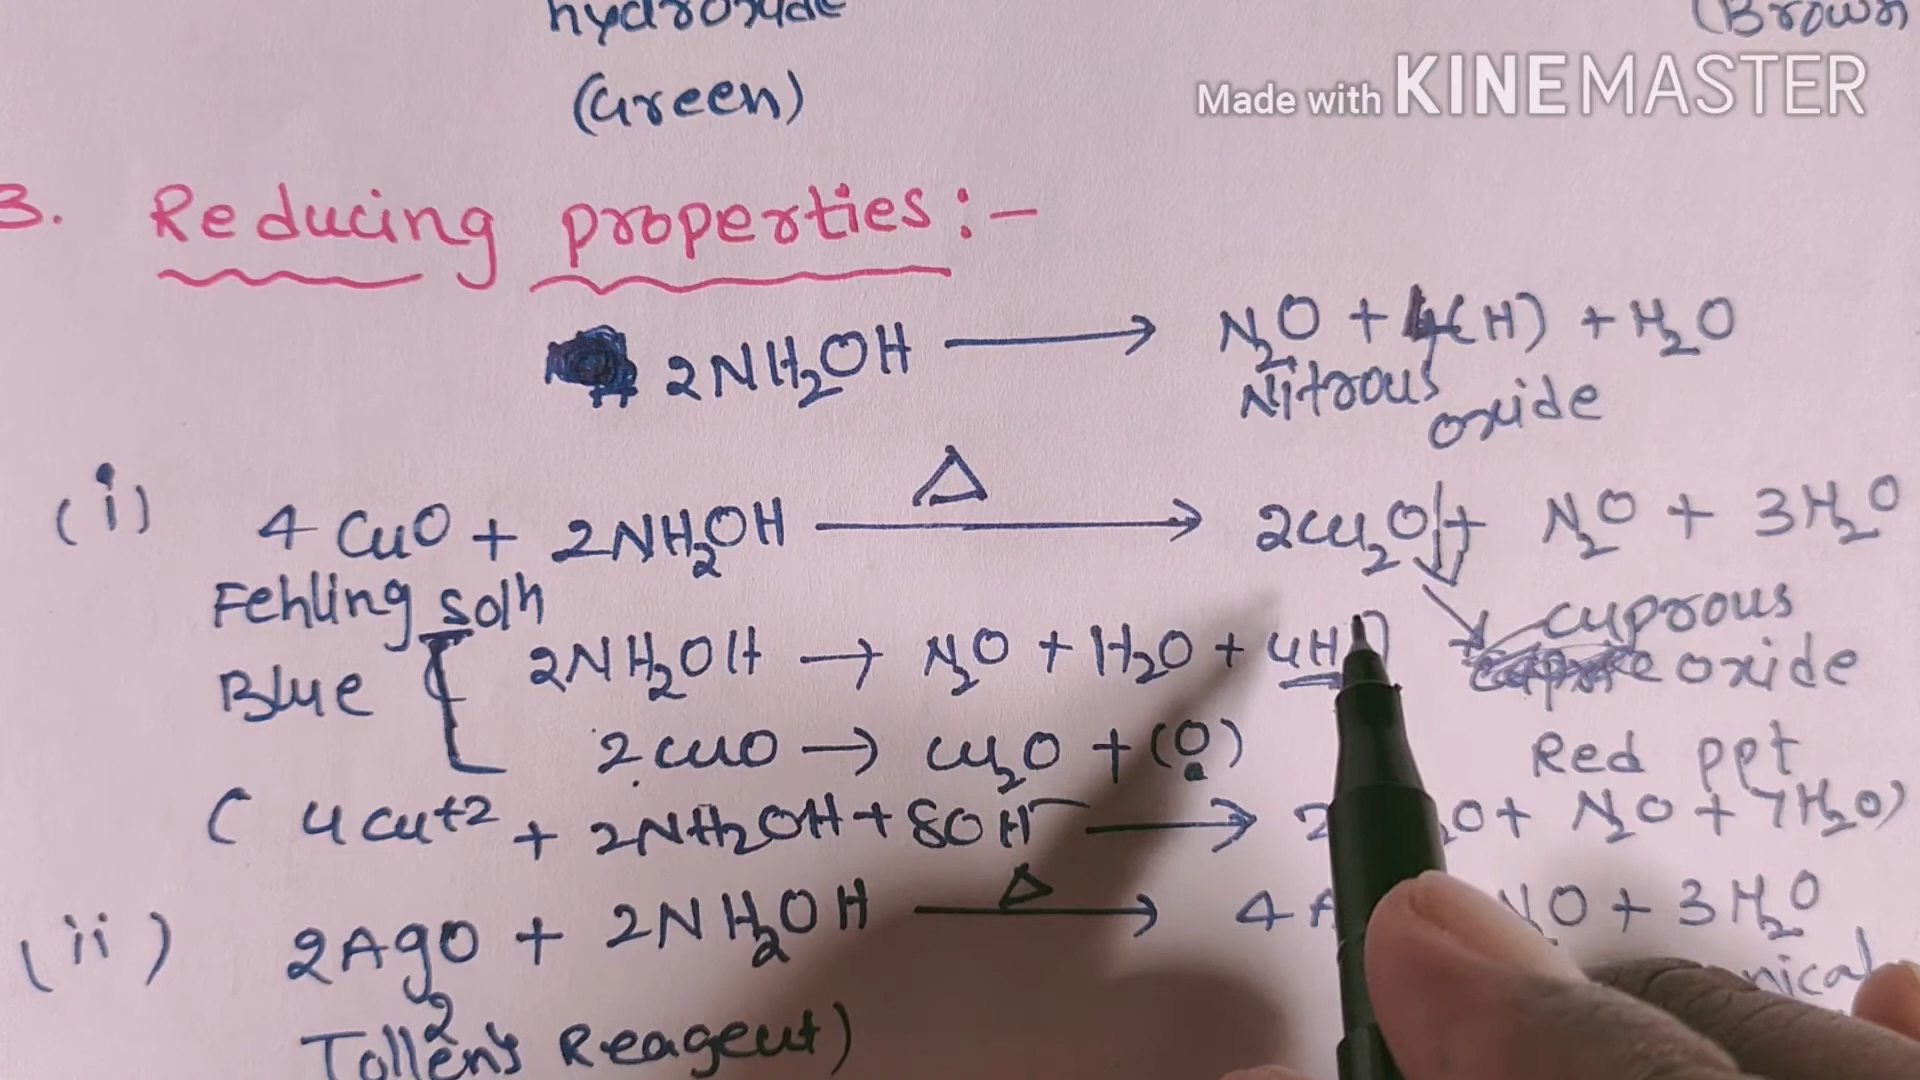 hydroxide
(Brown
(Green)
Made with KINEMASTER
3. Reducing properties:-
2NH₂OH ⟶ N₂O + 4(H) + H₂O
Nitrous oxide
(i) 4CuO + 2NH₂OH ⟶ Δ 2Cu₂O↓ + N₂O + 3H₂O
Fehling soln
cuprous oxide
Blue
2NH₂OH → N₂O + H₂O + 4H
Red ppt
2CuO → Cu₂O + (O)
( 4Cu+2 + 2NH₂OH + 8OH⁻ ⟶ 2 ₂O + N₂O + 7H₂O)
(ii) 2Ag₂O + 2NH₂OH ⟶ Δ 4A N₂O + 3H₂O
Tollen's Reagent)